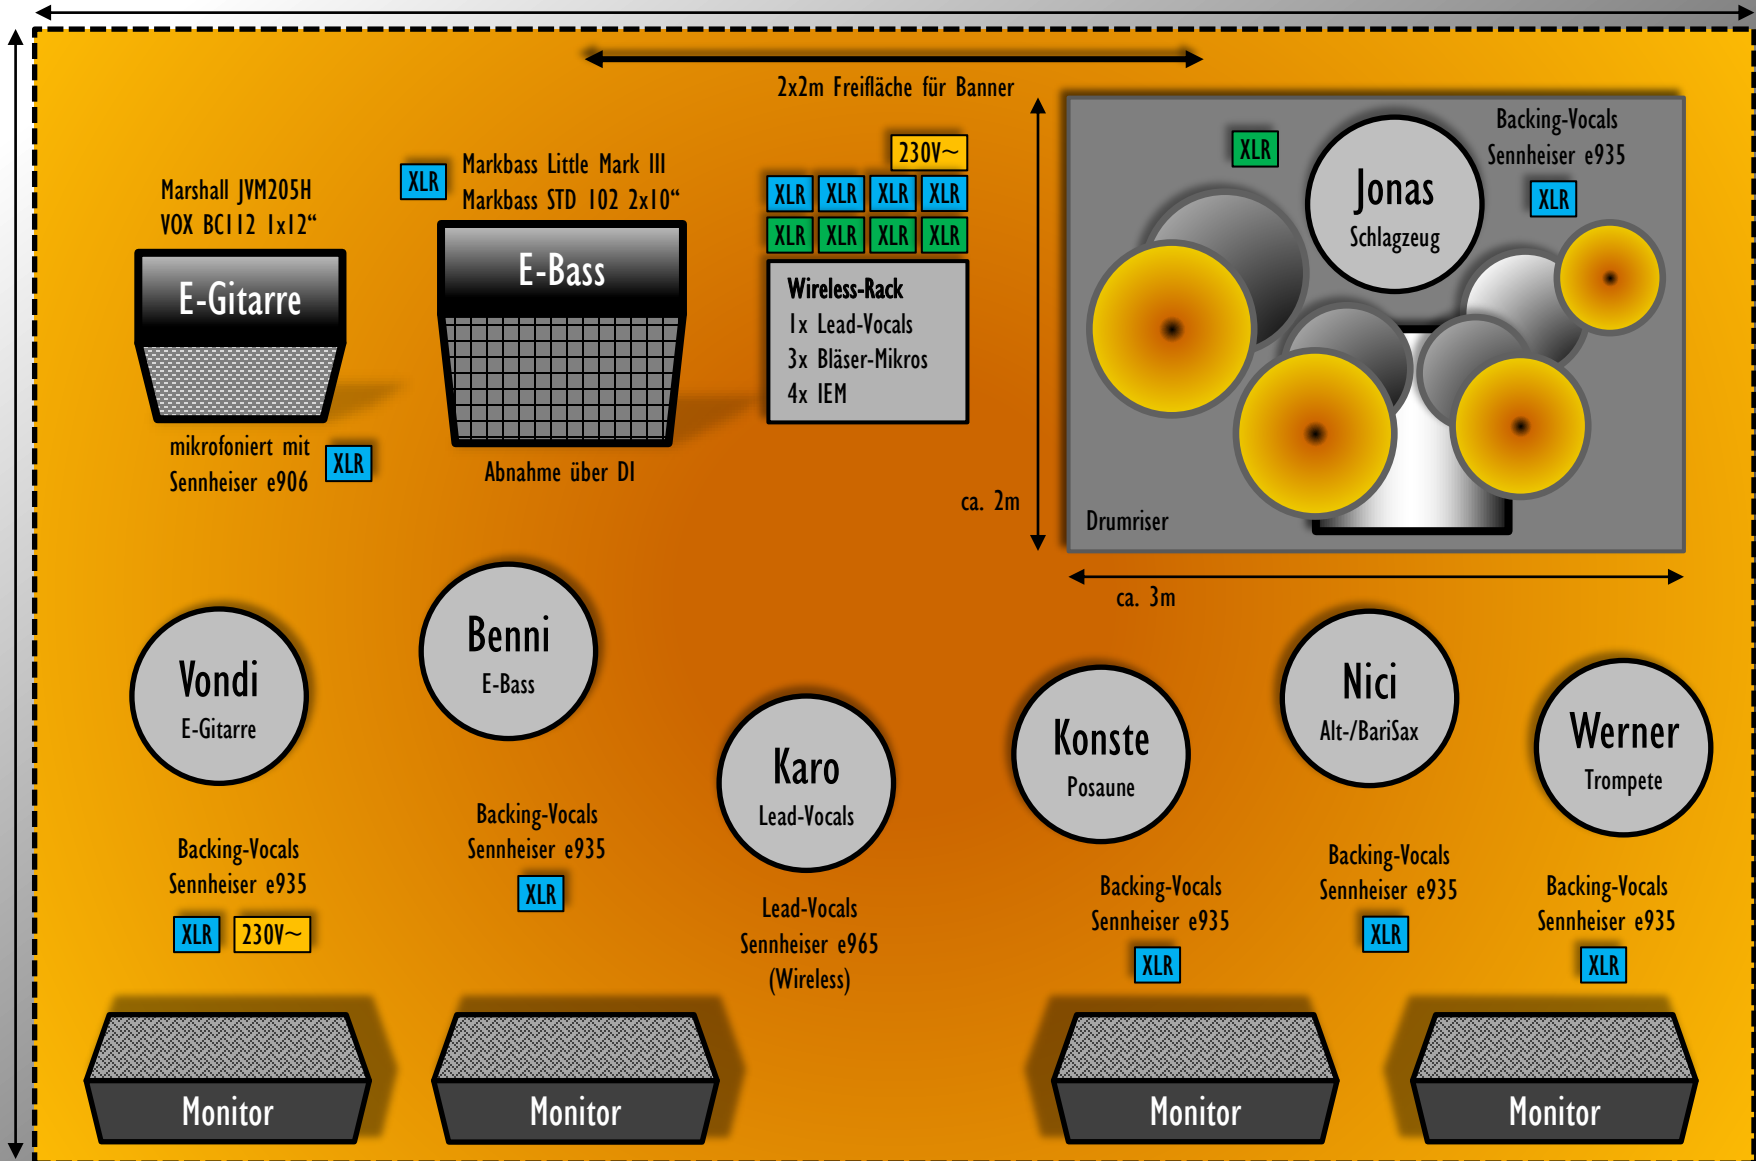 2x2m Freifläche für Banner
Marshall JVM205H
VOX BC112 1x12“
E-Gitarre
mikrofoniert mit
Sennheiser e906
XLR
XLR
Markbass Little Mark III
Markbass STD 102 2x10“
E-Bass
Abnahme über DI
230V~
XLR XLR XLR XLR
XLR XLR XLR XLR
Wireless-Rack
1x Lead-Vocals
3x Bläser-Mikros
4x IEM
ca. 2m
XLR
Jonas
Schlagzeug
Backing-Vocals
Sennheiser e935
XLR
Drumriser
ca. 3m
Vondi
E-Gitarre
Backing-Vocals
Sennheiser e935
XLR 230V~
Benni
E-Bass
Backing-Vocals
Sennheiser e935
XLR
Karo
Lead-Vocals
Lead-Vocals
Sennheiser e965
(Wireless)
Konste
Posaune
Backing-Vocals
Sennheiser e935
XLR
Nici
Alt-/BariSax
Backing-Vocals
Sennheiser e935
XLR
Werner
Trompete
Backing-Vocals
Sennheiser e935
XLR
Monitor
Monitor
Monitor
Monitor